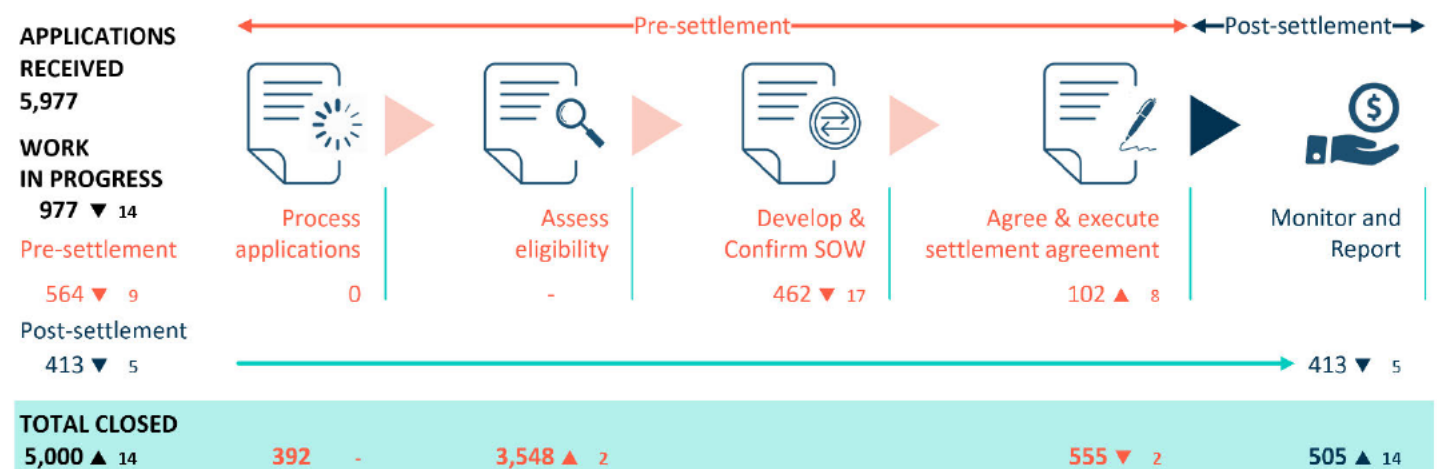 APPLICATIONS
RECEIVED
5,977
WORK
IN PROGRESS
977 ▼ 14
Pre-settlement
564 ▼ 9
Post-settlement
413 ▼ 5
Pre-settlement
Post-settlement
Process
applications
0
Assess
eligibility
-
Develop &
Confirm SOW
462 ▼ 17
Agree & execute
settlement agreement
102 ▲ 8
Monitor and
Report
413 ▼ 5
TOTAL CLOSED
5,000 ▲ 14 392 - 3,548 ▲ 2 555 ▼ 2 505 ▲ 14